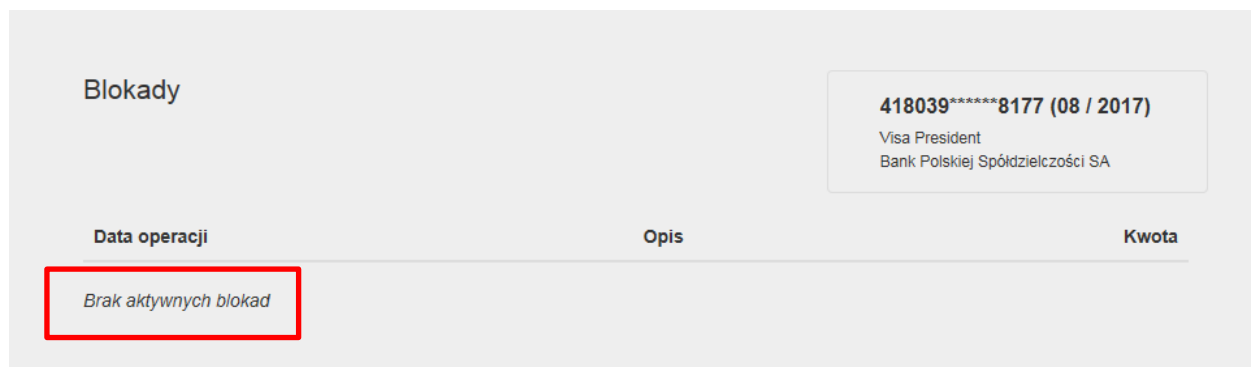 Blokady
418039******8177 (08 / 2017)
Visa President
Bank Polskiej Spółdzielczości SA
Data operacji Opis Kwota
Brak aktywnych blokad